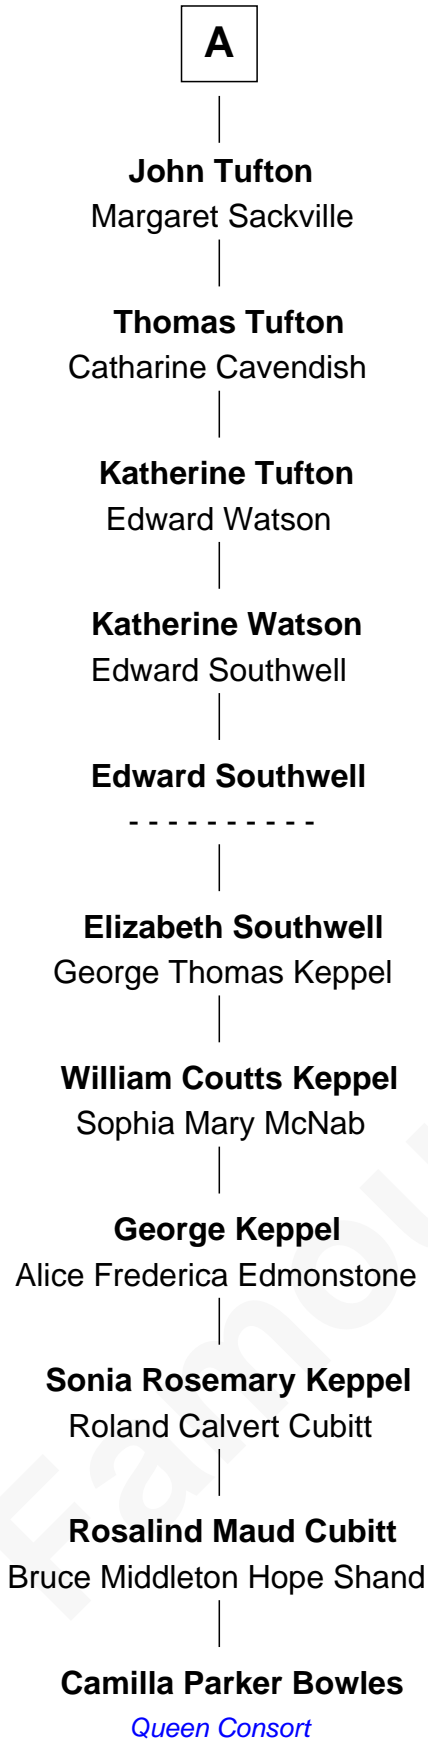 A
John Tufton
Margaret Sackville
Thomas Tufton
Catharine Cavendish
Katherine Tufton
Edward Watson
Katherine Watson
Edward Southwell
Edward Southwell
- - - - - - - - - -
Elizabeth Southwell
George Thomas Keppel
William Coutts Keppel
Sophia Mary McNab
George Keppel
Alice Frederica Edmonstone
Sonia Rosemary Keppel
Roland Calvert Cubitt
Rosalind Maud Cubitt
Bruce Middleton Hope Shand
Camilla Parker Bowles
Queen Consort